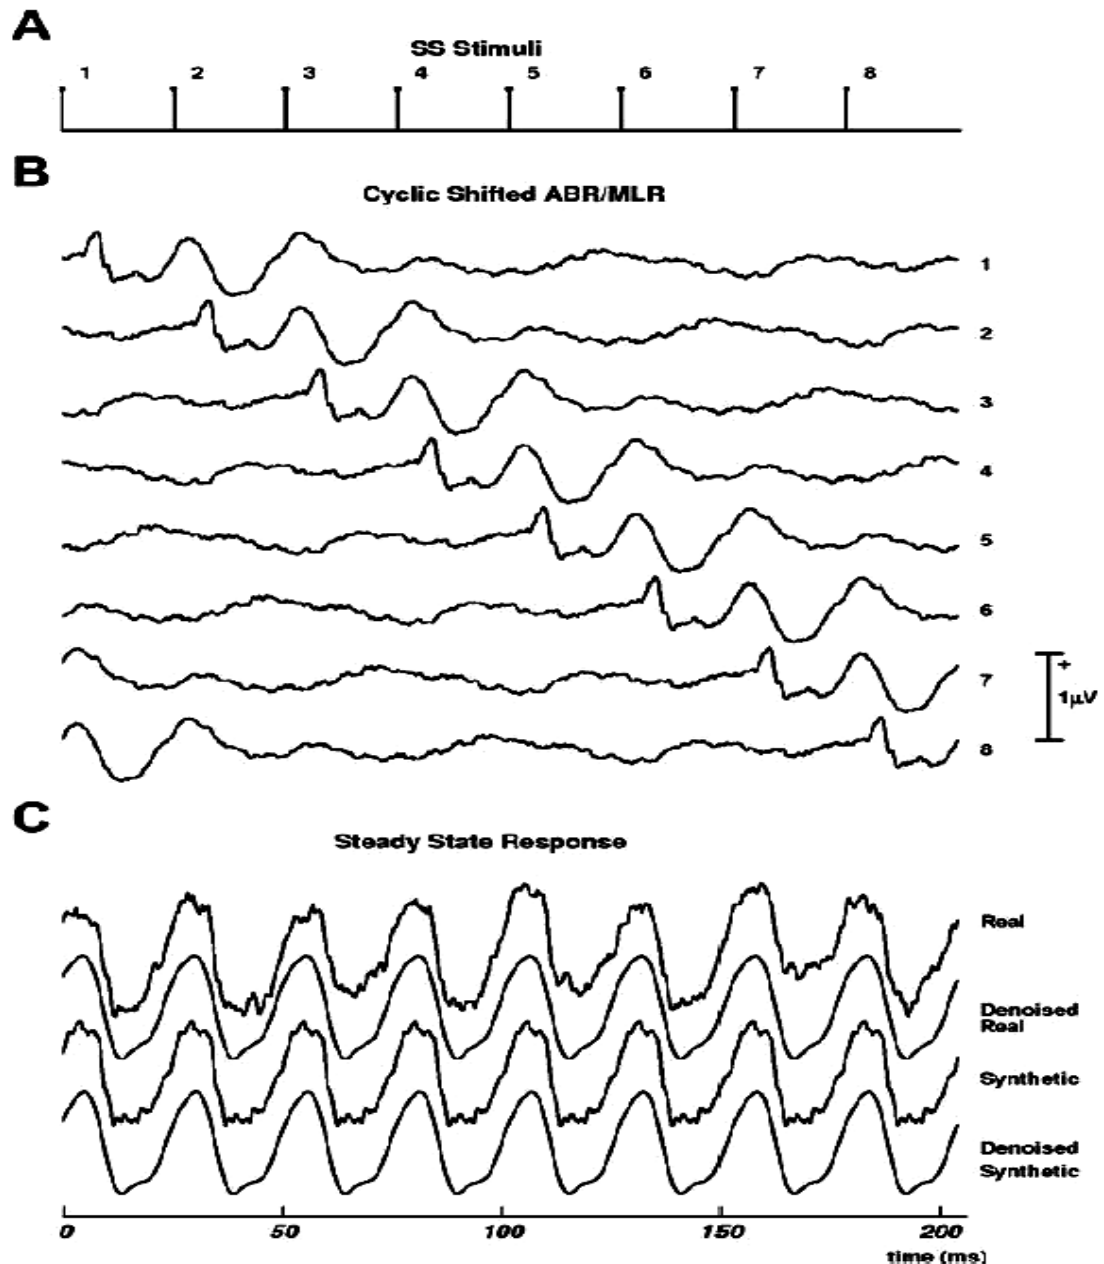 A
SS Stimuli
1 2 3 4 5 6 7 8
B
Cyclic Shifted ABR/MLR
1
2
3
4
5
6
+
7
1μV
8
C
Steady State Response
Real
Denoised
Real
Synthetic
Denoised
Synthetic
0 50 100 150 200
time (ms)